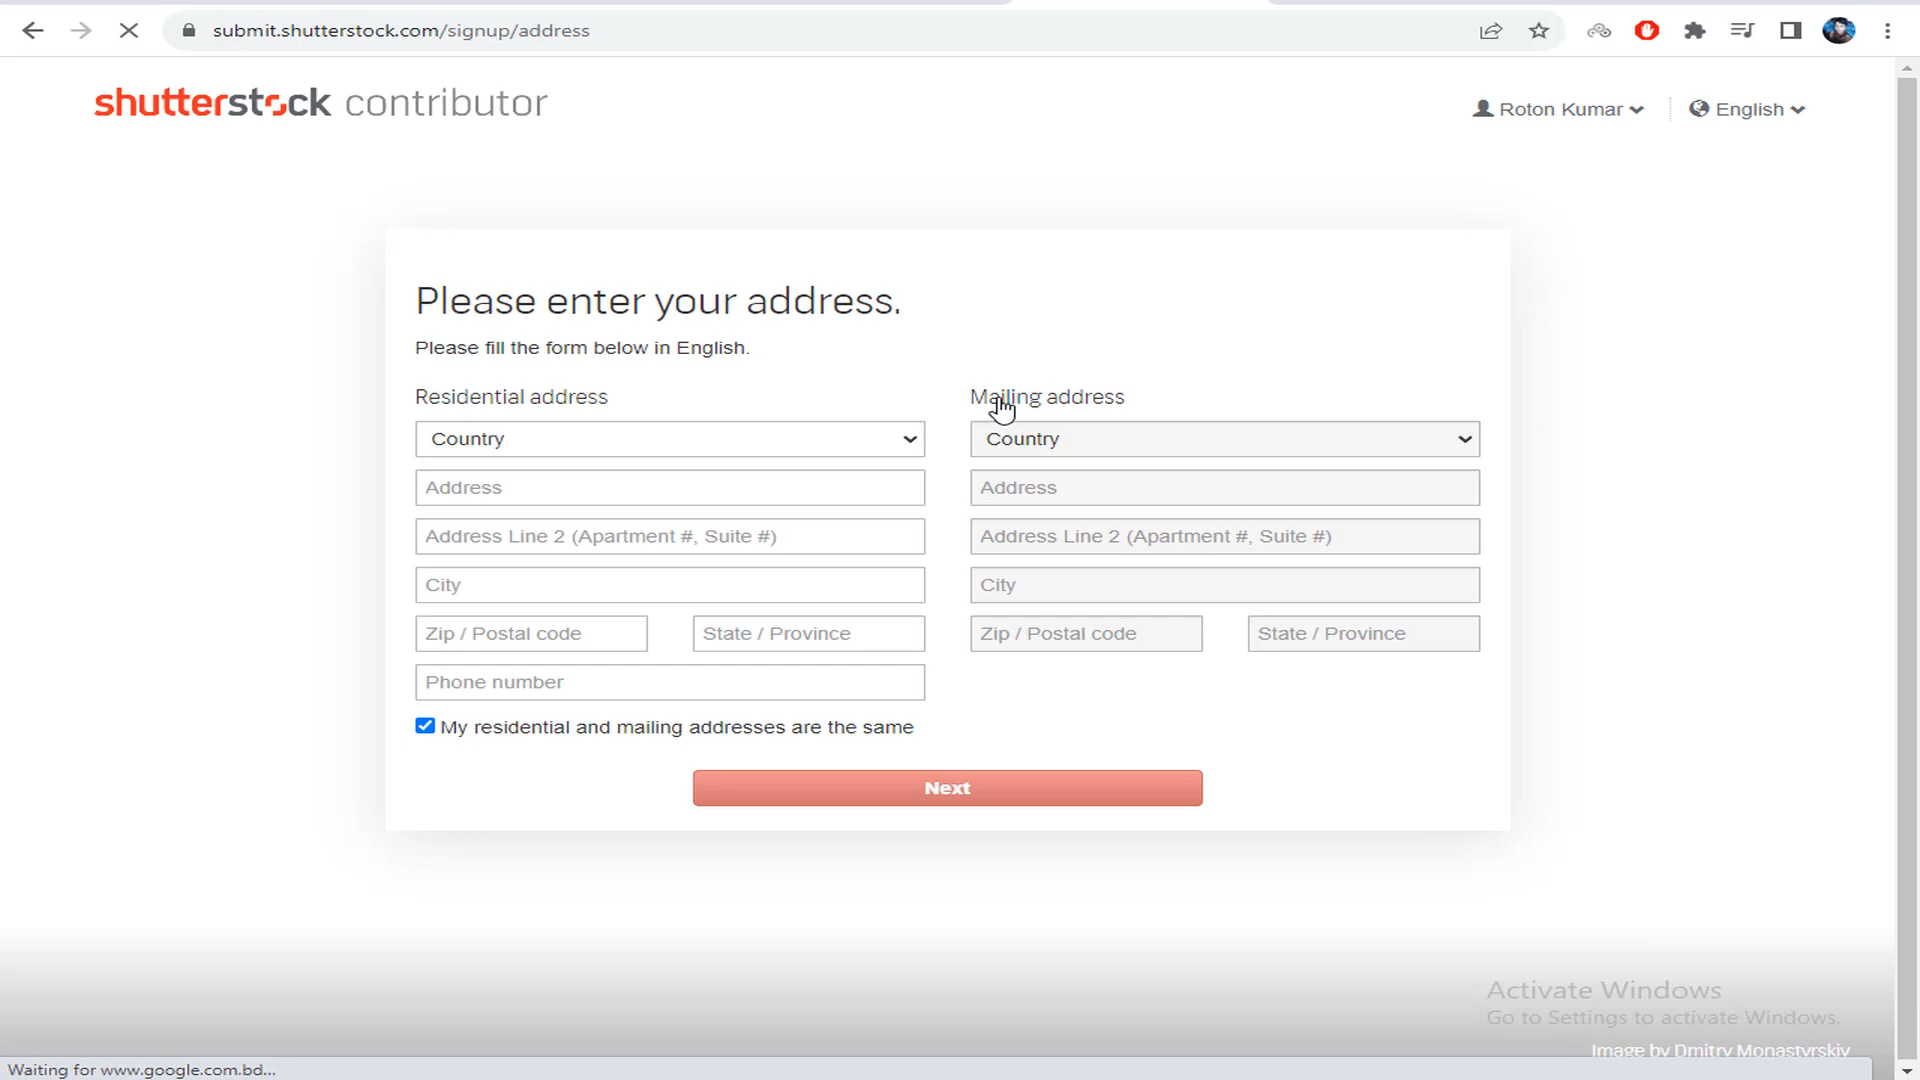 submit.shutterstock.com/signup/address
shutterstock contributor
Roton Kumar
English
Please enter your address.
Please fill the form below in English.
Residential address
Mailing address
Country
Country
Address
Address
Address Line 2 (Apartment #, Suite #)
Address Line 2 (Apartment #, Suite #)
City
City
Zip / Postal code
State / Province
Zip / Postal code
State / Province
Phone number
My residential and mailing addresses are the same
Next
Activate Windows
Go to Settings to activate Windows.
Image by Dmitry Monastyrskiy
Waiting for www.google.com.bd...